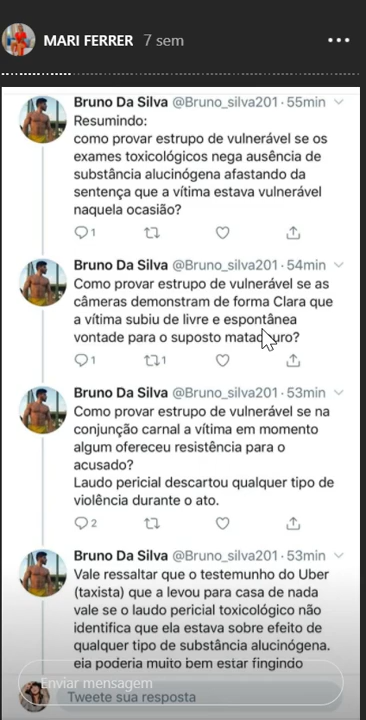 MARI FERRER 7 sem
Bruno Da Silva @Bruno_silva201 · 55min
Resumindo:
como provar estrupo de vulnerável se os
exames toxicológicos nega ausência de
substância alucinógena afastando da
sentença que a vítima estava vulnerável
naquela ocasião?
1
Bruno Da Silva @Bruno_silva201 · 54min
Como provar estrupo de vulnerável se as
câmeras demonstram de forma Clara que
a vítima subiu de livre e espontânea
vontade para o suposto
1 1
Bruno Da Silva @Bruno_silva201 · 53min
Como provar estrupo de vulnerável se na
conjunção carnal a vítima em momento
algum ofereceu resistência para o
acusado?
Laudo pericial descartou qualquer tipo de
violência durante o ato.
2
Bruno Da Silva @Bruno_silva201 · 53min
Vale ressaltar que o testemunho do Uber
(taxista) que a levou para casa de nada
vale se o laudo pericial toxicológico não
identifica que ela estava sobre efeito de
qualquer tipo de substância alucinógena.
eia poderia muito bem estar fingindo
Enviar mensagem
Tweete sua resposta